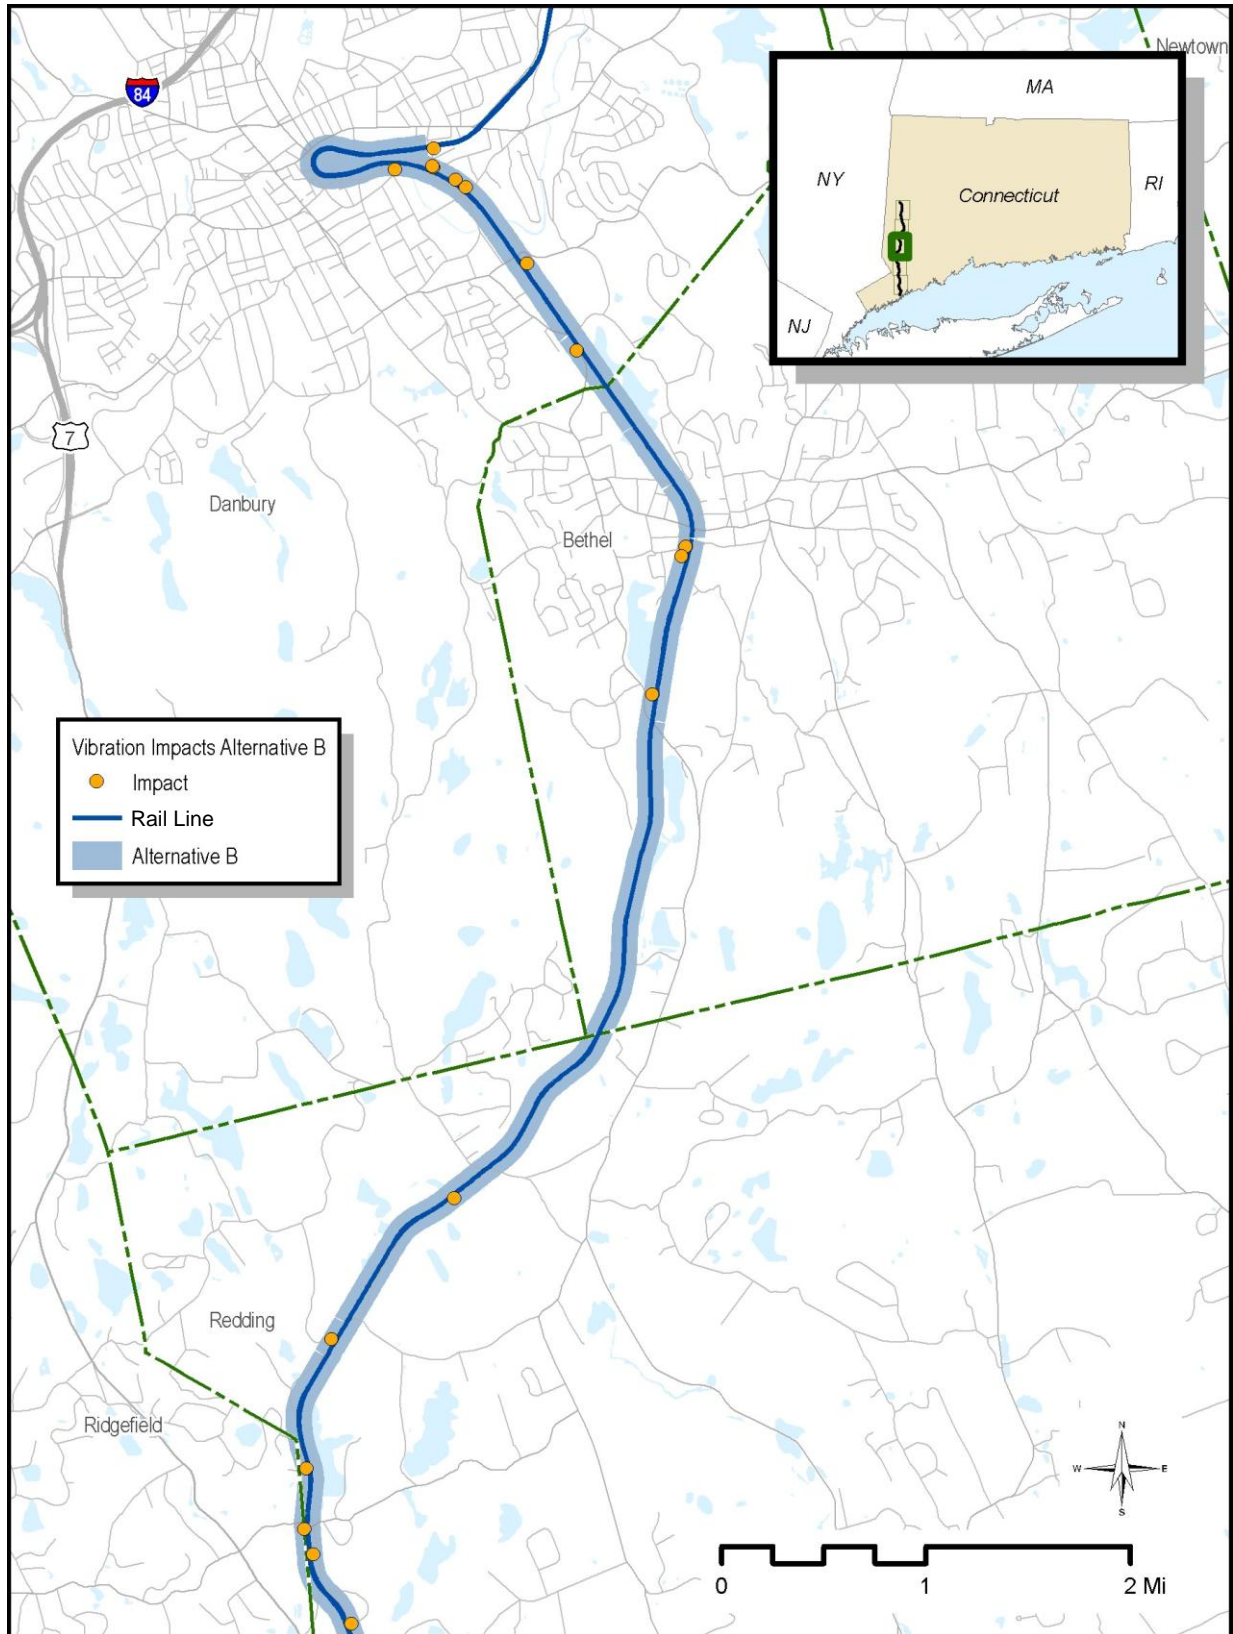 Newtown
84
MA
NY
Connecticut
RI
NJ
7
Danbury
Bethel
Vibration Impacts Alternative B
Impact
Rail Line
Alternative B
Redding
Ridgefield
N
W E
S
0 1 2 Mi